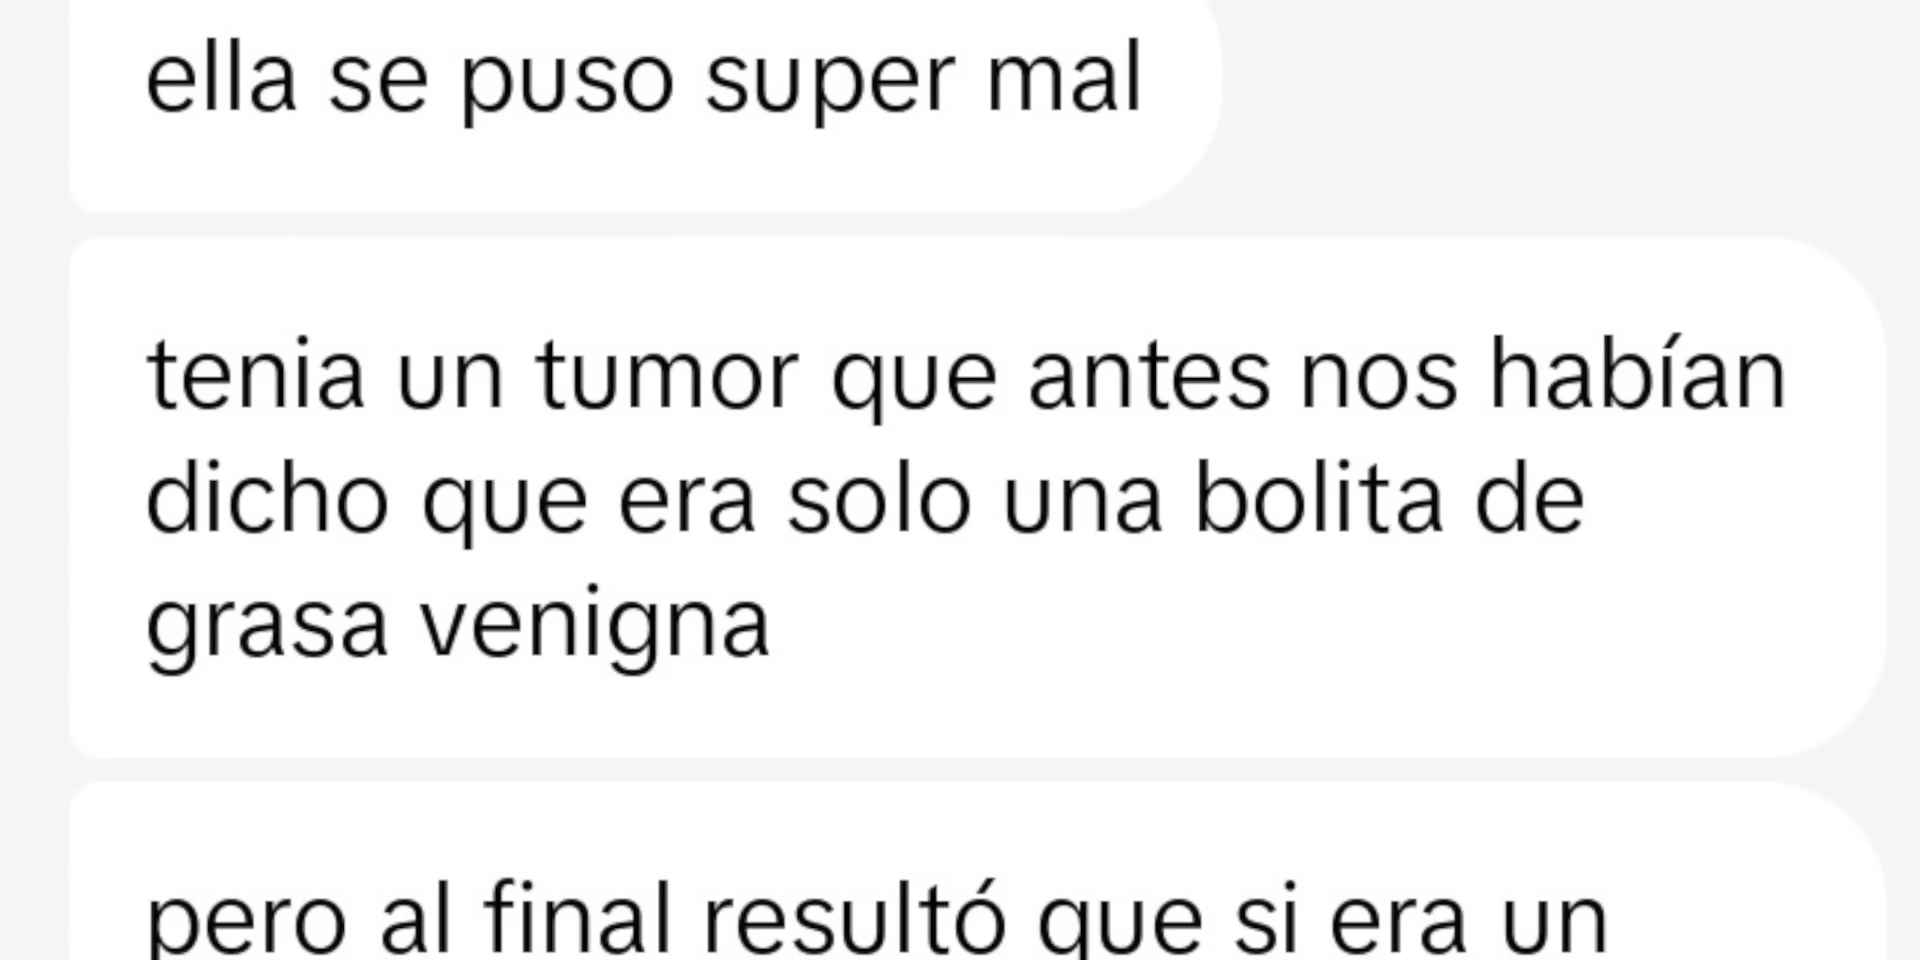 ella se puso super mal
tenia un tumor que antes nos habían
dicho que era solo una bolita de
grasa venigna
pero al final resultó que si era un